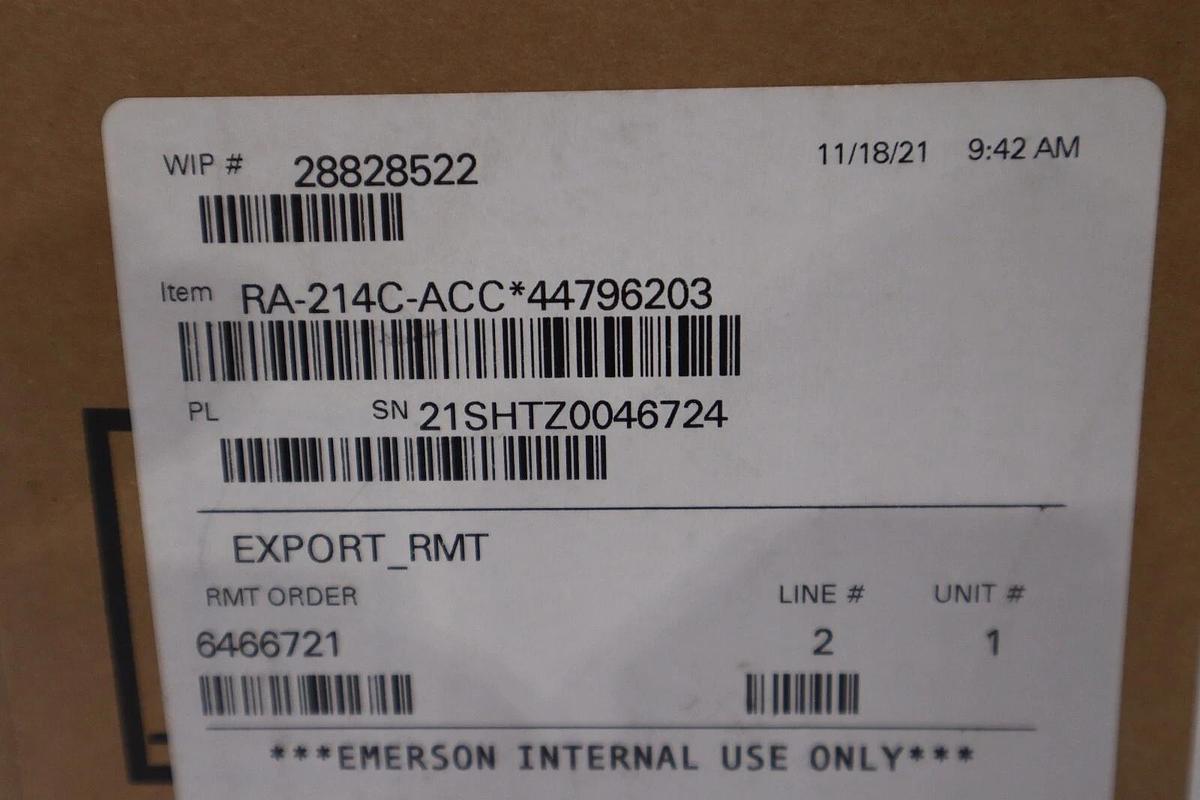 WIP # 28828522 11/18/21 9:42 AM
Item RA-214C-ACC*44796203
PL SN 21SHTZ0046724
EXPORT_RMT
RMT ORDER LINE # UNIT #
6466721 2 1
***EMERSON INTERNAL USE ONLY***